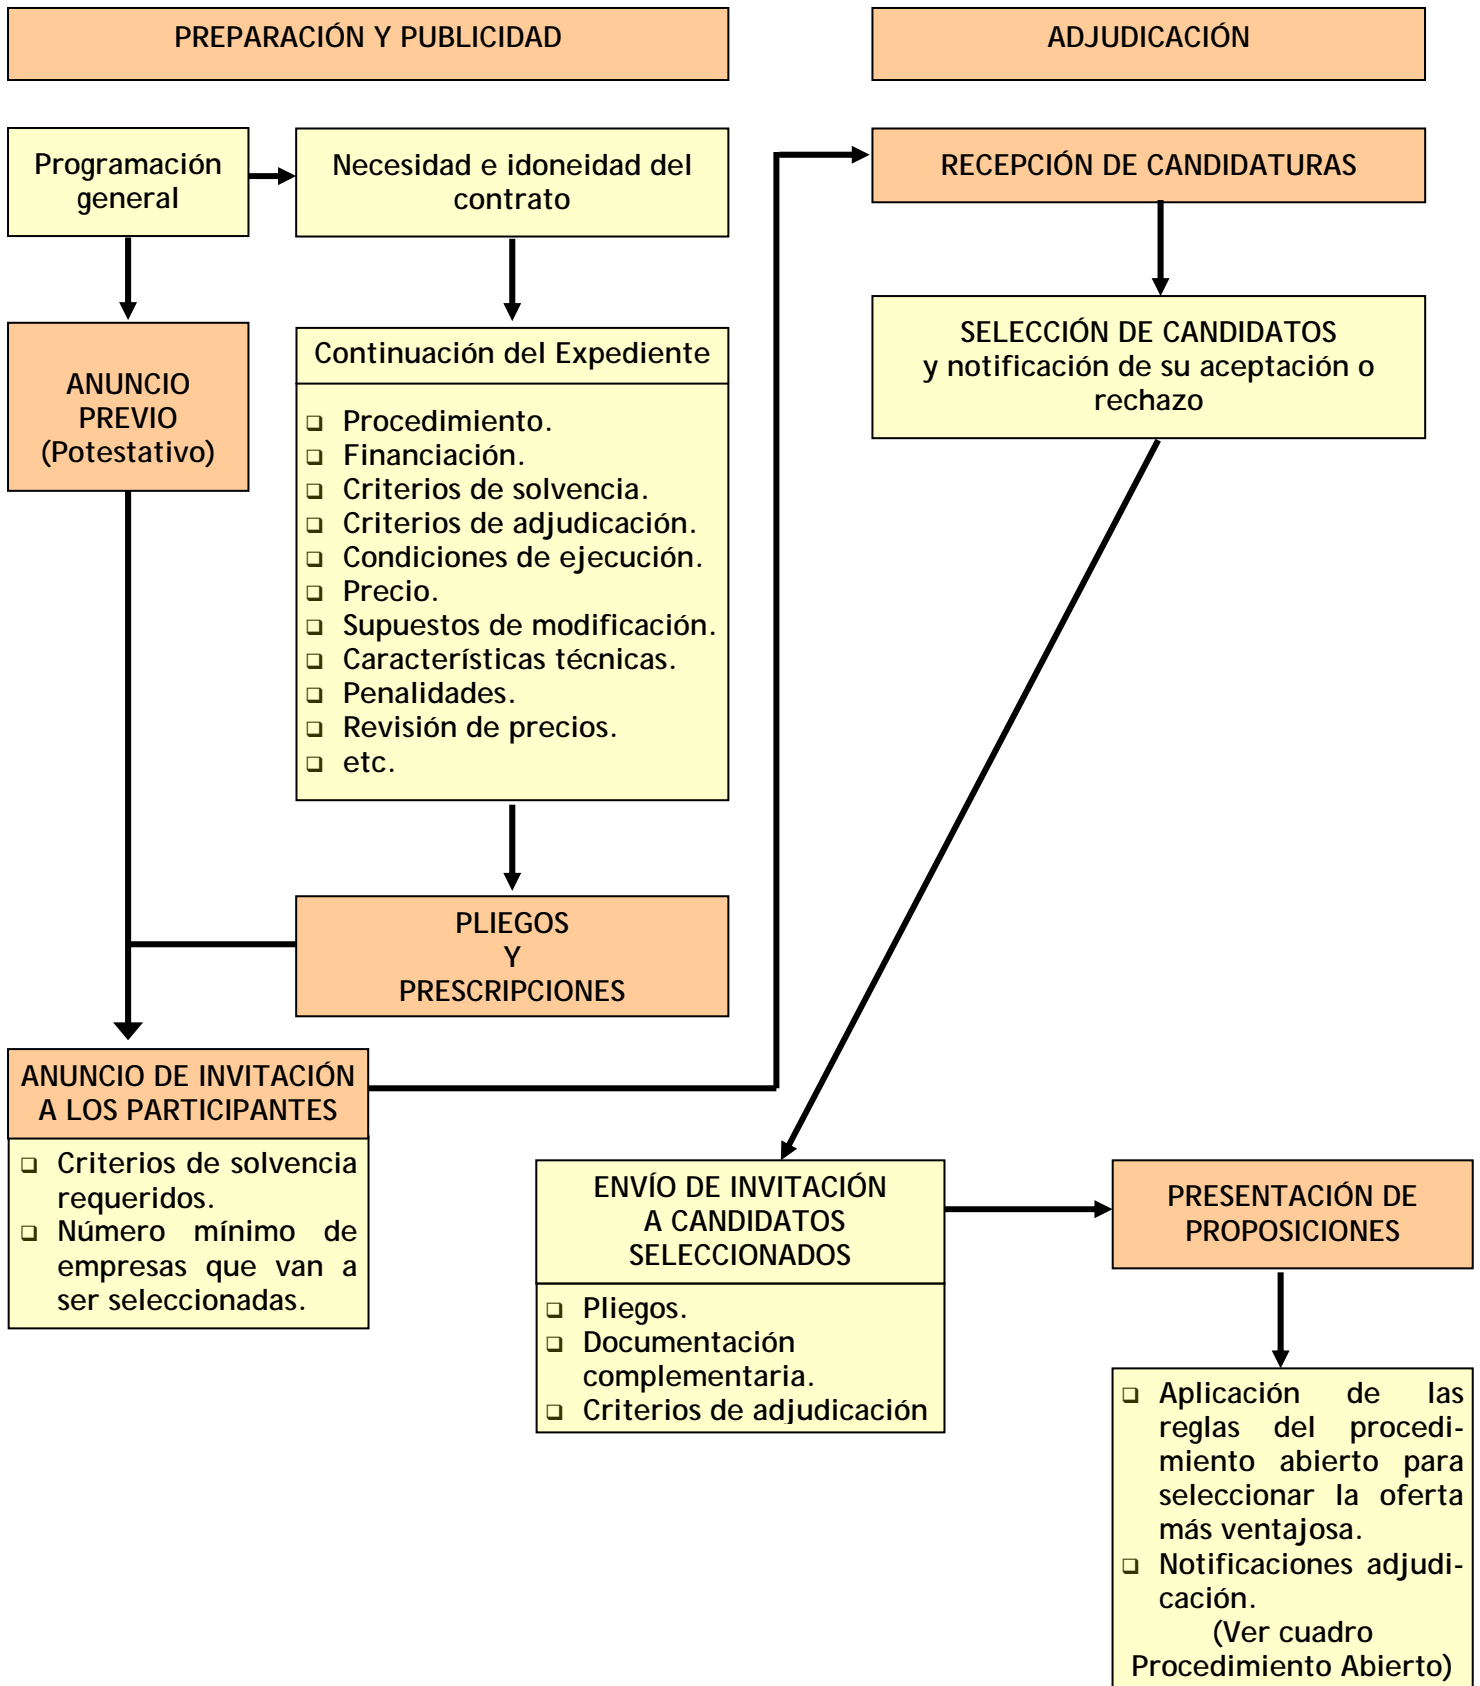 PREPARACIÓN Y PUBLICIDAD
ADJUDICACIÓN
Programación
general
Necesidad e idoneidad del
contrato
ANUNCIO
PREVIO
(Potestativo)
Continuación del Expediente
❑ Procedimiento.
❑ Financiación.
❑ Criterios de solvencia.
❑ Criterios de adjudicación.
❑ Condiciones de ejecución.
❑ Precio.
❑ Supuestos de modificación.
❑ Características técnicas.
❑ Penalidades.
❑ Revisión de precios.
❑ etc.
PLIEGOS
Y
PRESCRIPCIONES
ANUNCIO DE INVITACIÓN
A LOS PARTICIPANTES
❑ Criterios de solvencia
requeridos.
❑ Número mínimo de
empresas que van a
ser seleccionadas.
RECEPCIÓN DE CANDIDATURAS
SELECCIÓN DE CANDIDATOS
y notificación de su aceptación o
rechazo
ENVÍO DE INVITACIÓN
A CANDIDATOS
SELECCIONADOS
❑ Pliegos.
❑ Documentación
complementaria.
❑ Criterios de adjudicación
PRESENTACIÓN DE
PROPOSICIONES
❑ Aplicación de las
reglas del procedi-
miento abierto para
seleccionar la oferta
más ventajosa.
❑ Notificaciones adjudi-
cación.
(Ver cuadro
Procedimiento Abierto)